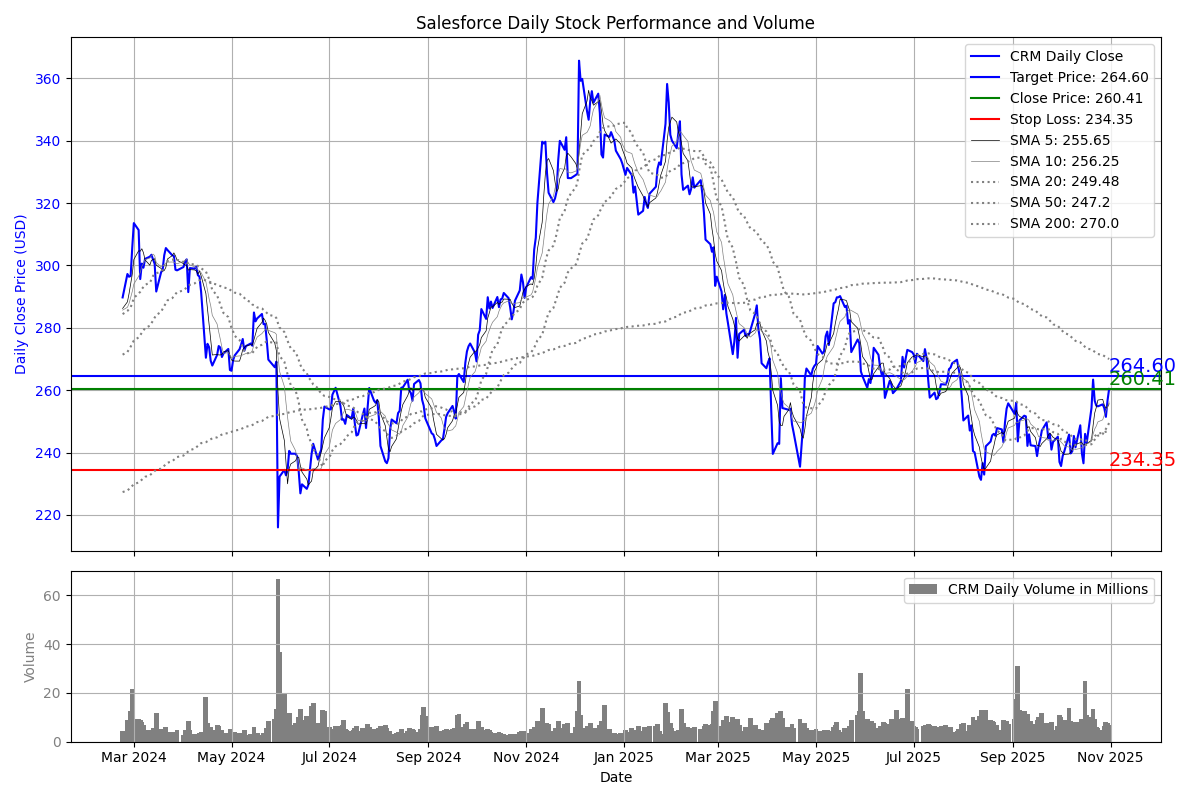 Salesforce Daily Stock Performance and Volume
Daily Close Price (USD)
360
340
320
300
280
260
240
220
CRM Daily Close
Target Price: 264.60
Close Price: 260.41
Stop Loss: 234.35
SMA 5: 255.65
SMA 10: 256.25
SMA 20: 249.48
SMA 50: 247.2
SMA 200: 270.0
264.60
260.41
234.35
Volume
60
40
20
0
CRM Daily Volume in Millions
Mar 2024 May 2024 Jul 2024 Sep 2024 Nov 2024 Jan 2025 Mar 2025 May 2025 Jul 2025 Sep 2025 Nov 2025
Date